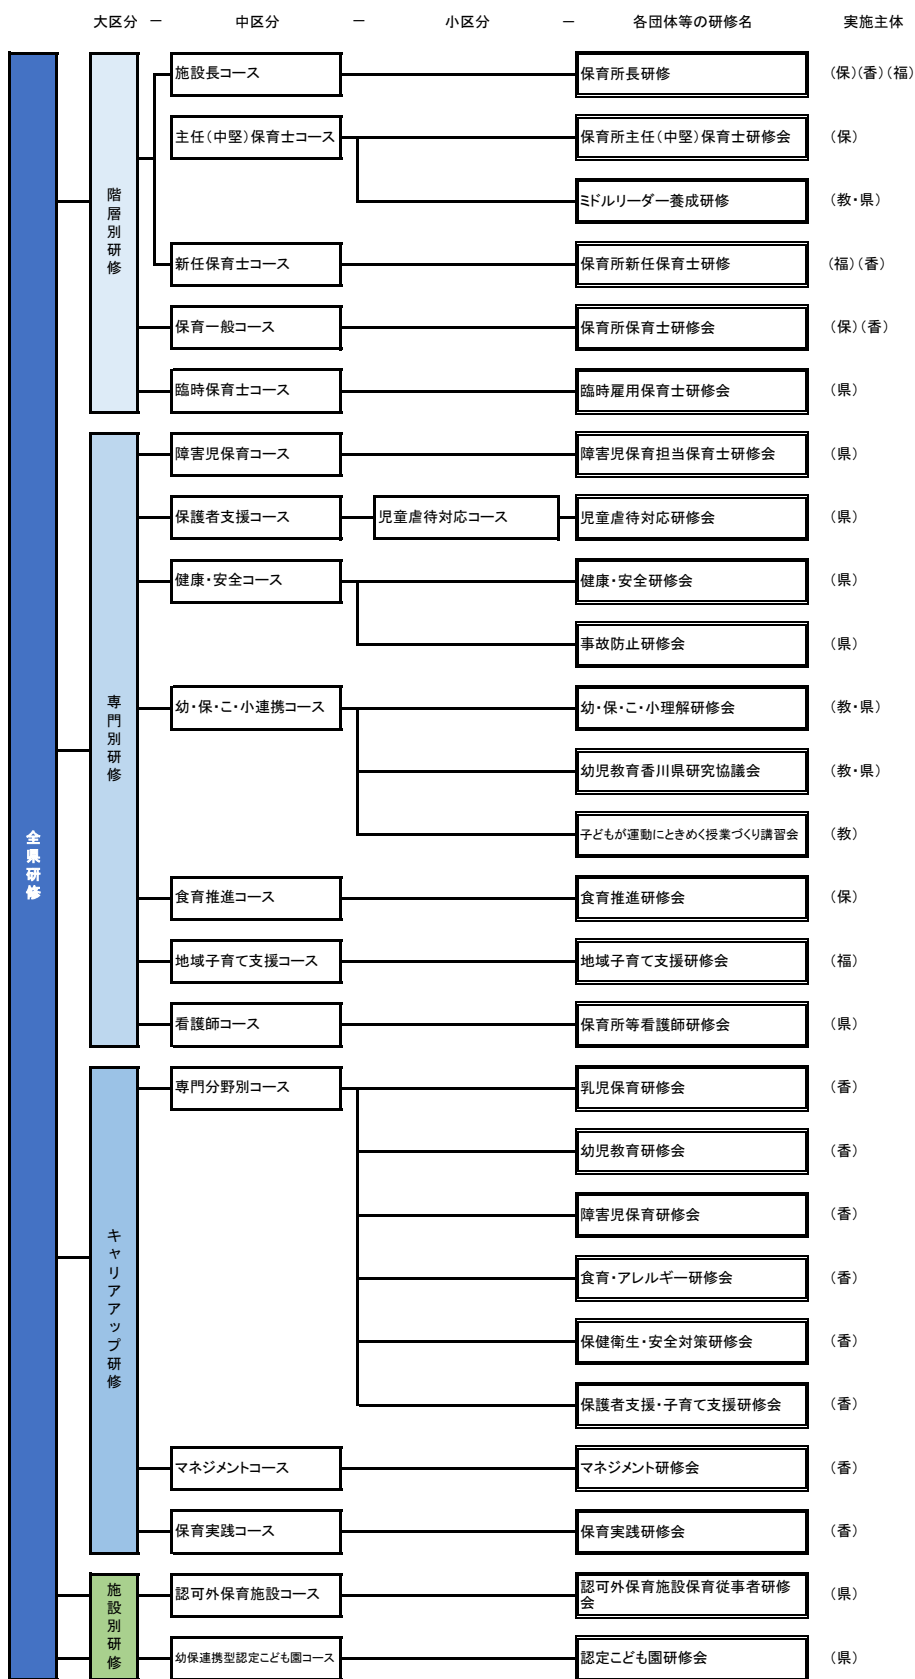 大区分 － 中区分 － 小区分 － 各団体等の研修名 実施主体
全県研修
階層別研修
施設長コース 保育所長研修 （保）（香）（福）
主任（中堅）保育士コース 保育所主任（中堅）保育士研修会 （保）
ミドルリーダー養成研修 （教・県）
新任保育士コース 保育所新任保育士研修 （福）（香）
保育一般コース 保育所保育士研修会 （保）（香）
臨時保育士コース 臨時雇用保育士研修会 （県）
専門別研修
障害児保育コース 障害児保育担当保育士研修会 （県）
保護者支援コース 児童虐待対応コース 児童虐待対応研修会 （県）
健康・安全コース 健康・安全研修会 （県）
事故防止研修会 （県）
幼・保・こ・小連携コース 幼・保・こ・小理解研修会 （教・県）
幼児教育香川県研究協議会 （教・県）
子どもが運動にときめく授業づくり講習会 （教）
食育推進コース 食育推進研修会 （保）
地域子育て支援コース 地域子育て支援研修会 （福）
看護師コース 保育所等看護師研修会 （県）
キャリアアップ研修
専門分野別コース 乳児保育研修会 （香）
幼児教育研修会 （香）
障害児保育研修会 （香）
食育・アレルギー研修会 （香）
保健衛生・安全対策研修会 （香）
保護者支援・子育て支援研修会 （香）
マネジメントコース マネジメント研修会 （香）
保育実践コース 保育実践研修会 （香）
施設別研修
認可外保育施設コース 認可外保育施設保育従事者研修
会 （県）
幼保連携型認定こども園コース 認定こども園研修会 （県）